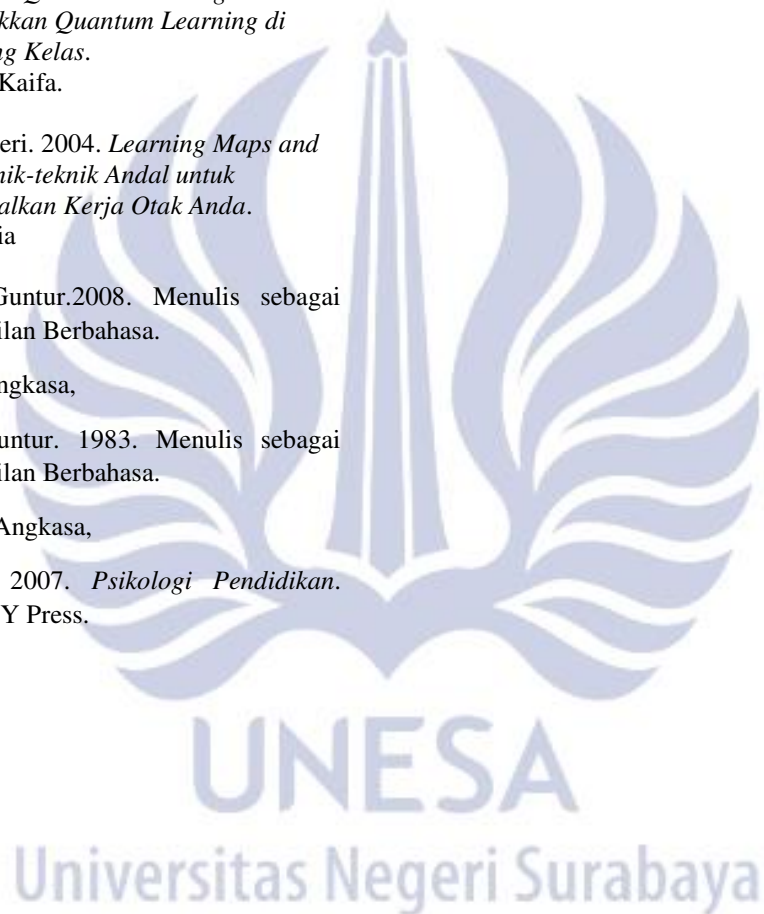 kkan Quantum Learning di
ng Kelas.
Kaifa.
eri. 2004. Learning Maps and
nik-teknik Andal untuk
alkan Kerja Otak Anda.
ia
Guntur.2008. Menulis sebagai
ilan Berbahasa.
ngkasa,
untur. 1983. Menulis sebagai
ilan Berbahasa.
Angkasa,
2007. Psikologi Pendidikan.
Y Press.
UNESA
Universitas Negeri Surabaya